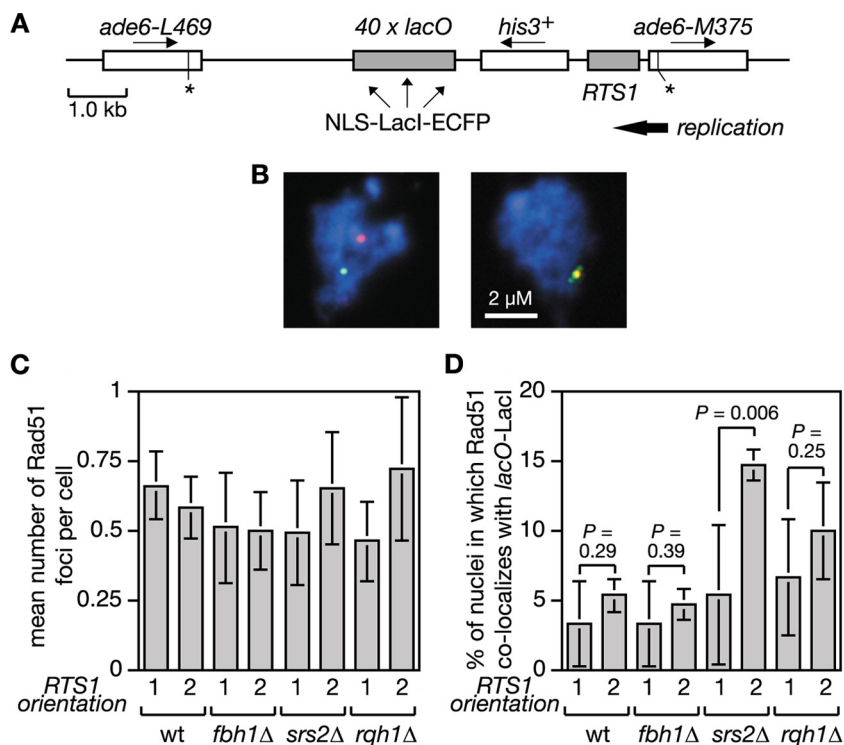 A
ade6-L469
40 x lacO
his3+
ade6-M375
*
RTS1
*
1.0 kb
NLS-LacI-ECFP
replication
B
2 µM
C
mean number of Rad51
foci per cell
1
0.75
0.5
0.25
0
RTS1
orientation
1 2 1 2 1 2 1 2
wt fbh1Δ srs2Δ rqh1Δ
D
% of nuclei in which Rad51
co-localizes with lacO-LacI
20
15
10
5
0
P =
0.29
P =
0.39
P = 0.006
P =
0.25
RTS1
orientation
1 2 1 2 1 2 1 2
wt fbh1Δ srs2Δ rqh1Δ